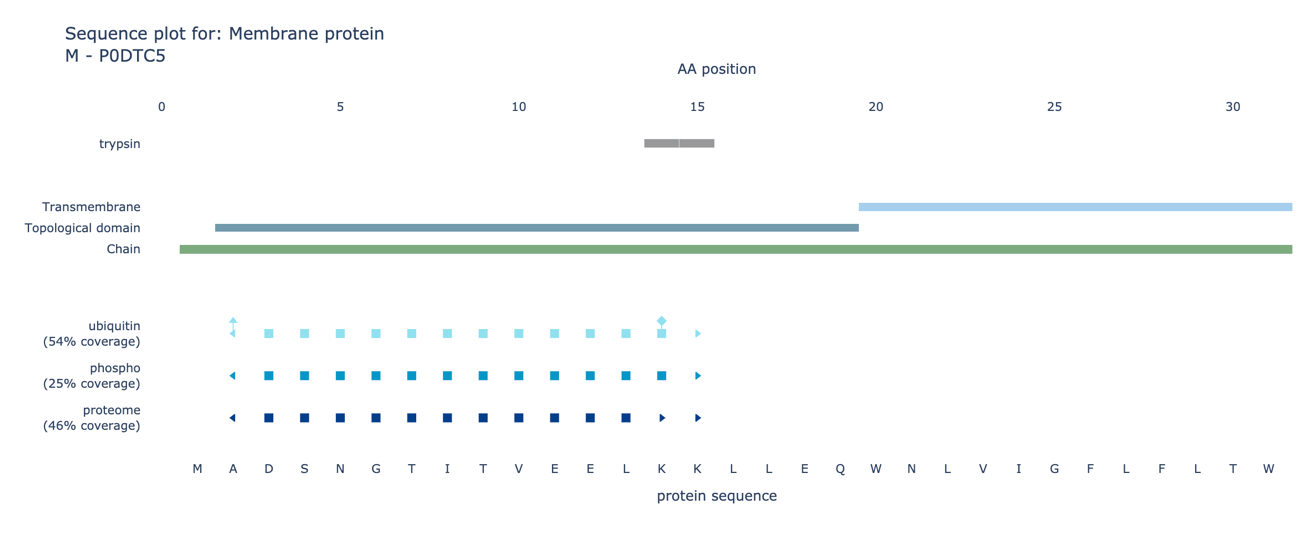 Sequence plot for: Membrane protein
M - P0DTC5
AA position
0 5 10 15 20 25 30
trypsin
Transmembrane
Topological domain
Chain
ubiquitin
(54% coverage)
phospho
(25% coverage)
proteome
(46% coverage)
M A D S N G T I T V E E L K K L L E Q W N L V I G F L F L T W
protein sequence